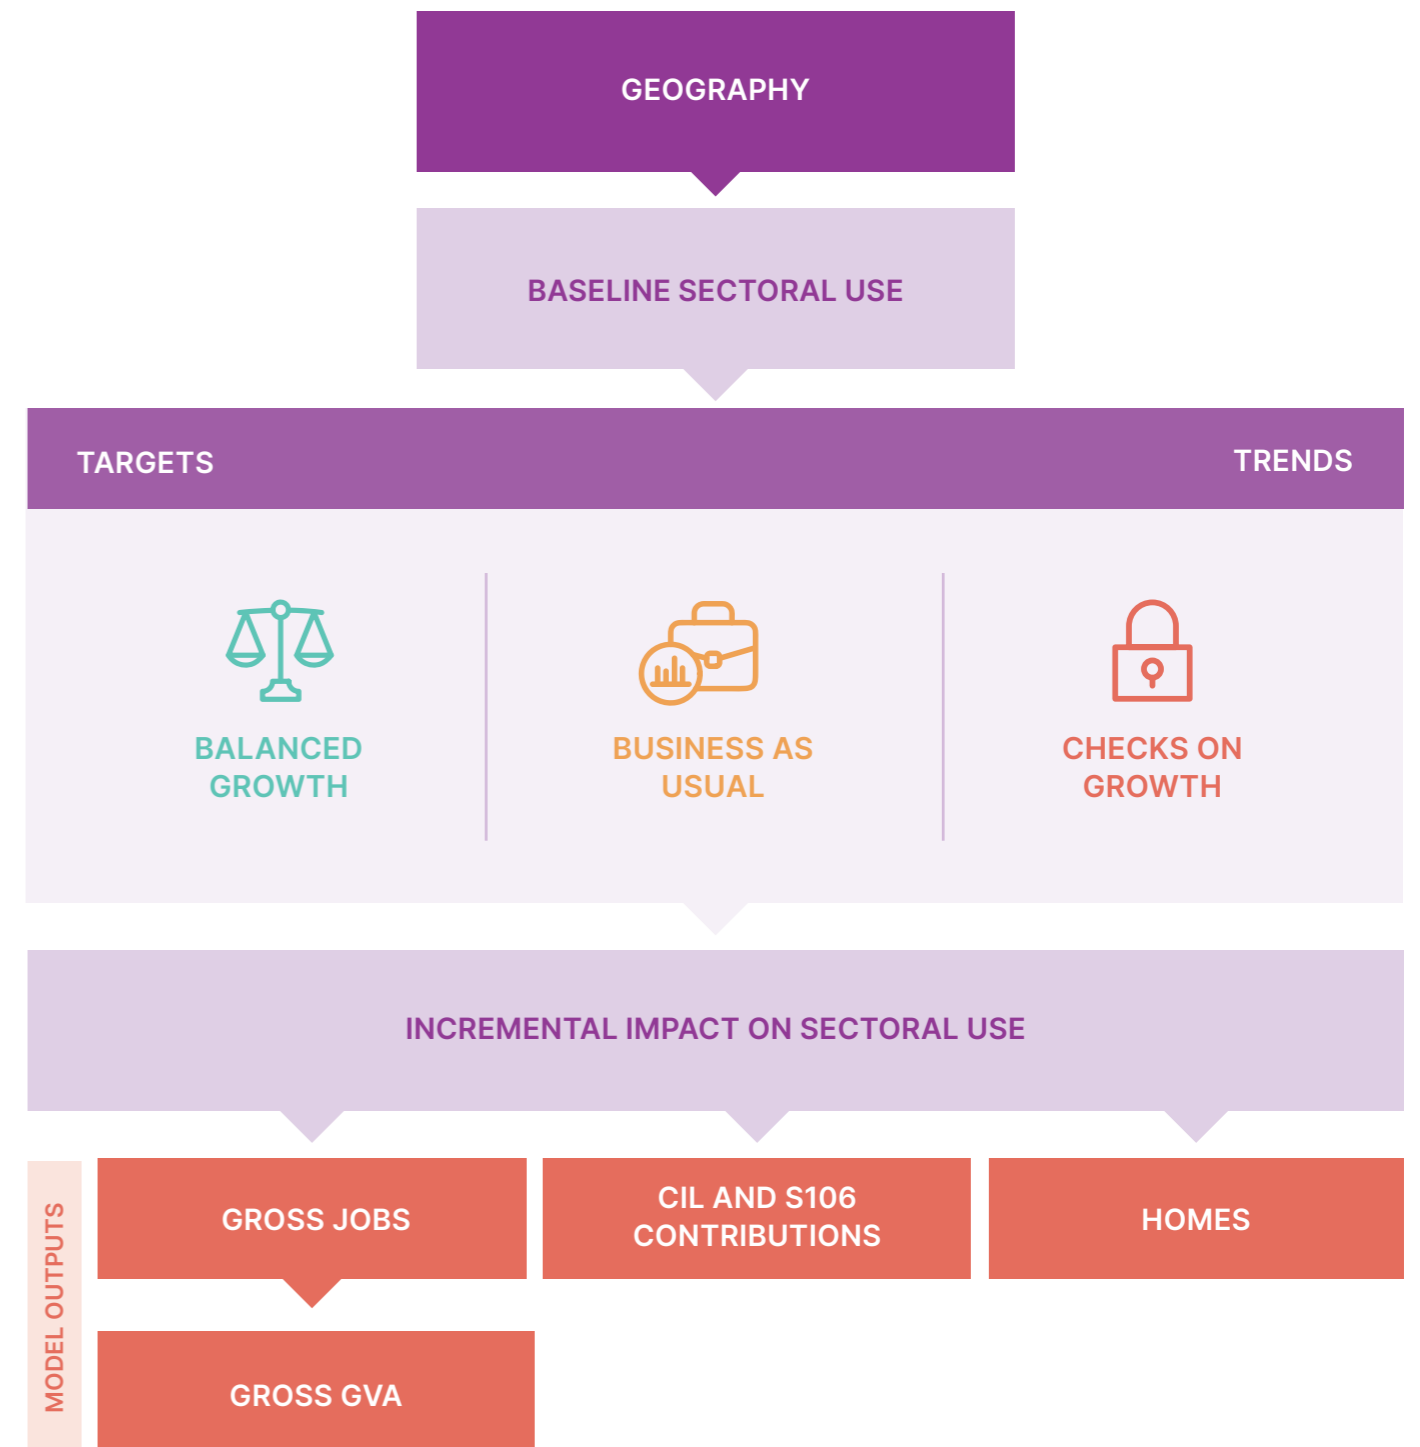 GEOGRAPHY
BASELINE SECTORAL USE
TARGETS
TRENDS
BALANCED
GROWTH
BUSINESS AS
USUAL
CHECKS ON
GROWTH
INCREMENTAL IMPACT ON SECTORAL USE
MODEL OUTPUTS
GROSS JOBS
CIL AND S106
CONTRIBUTIONS
HOMES
GROSS GVA